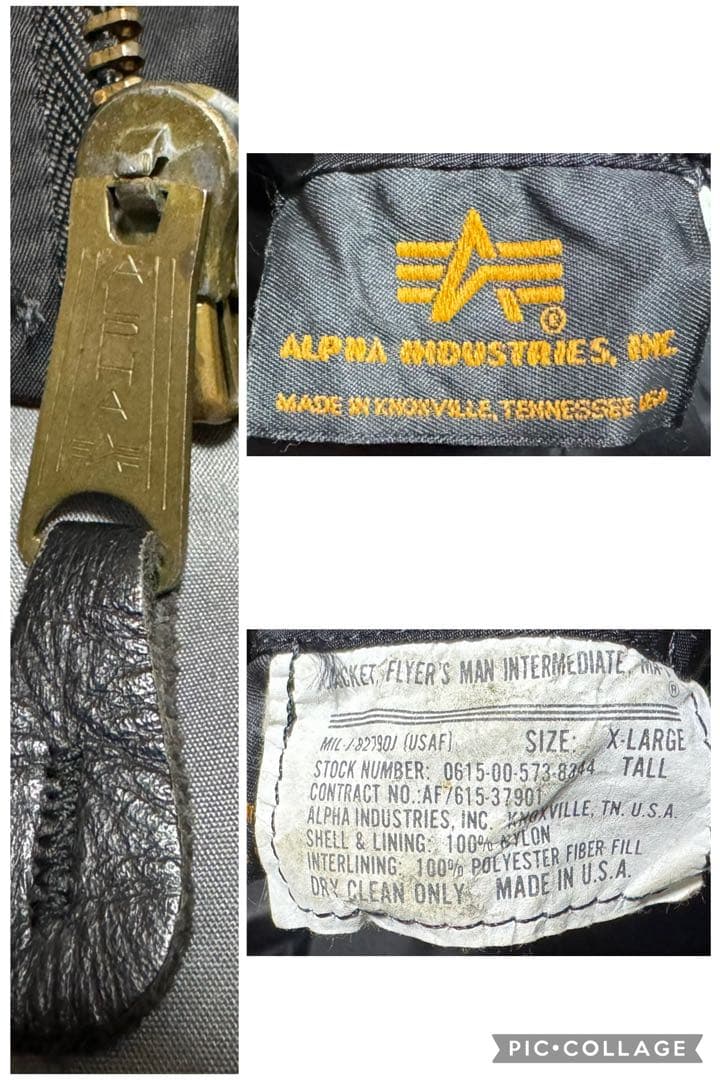 ALPHA
®
ALPHA INDUSTRIES, INC.
MADE IN KNOXVILLE, TENNESSEE USA
JACKET, FLYER'S MAN INTERMEDIATE, MA-1
®
MIL-J-82790J (USAF) SIZE: X-LARGE
STOCK NUMBER: 0615-00-573-8344 TALL
CONTRACT NO.:AF7615-37901
ALPHA INDUSTRIES, INC. KNOXVILLE, TN. U.S.A.
SHELL & LINING: 100% NYLON
INTERLINING: 100% POLYESTER FIBER FILL
DRY CLEAN ONLY MADE IN U.S.A.
PIC•COLLAGE